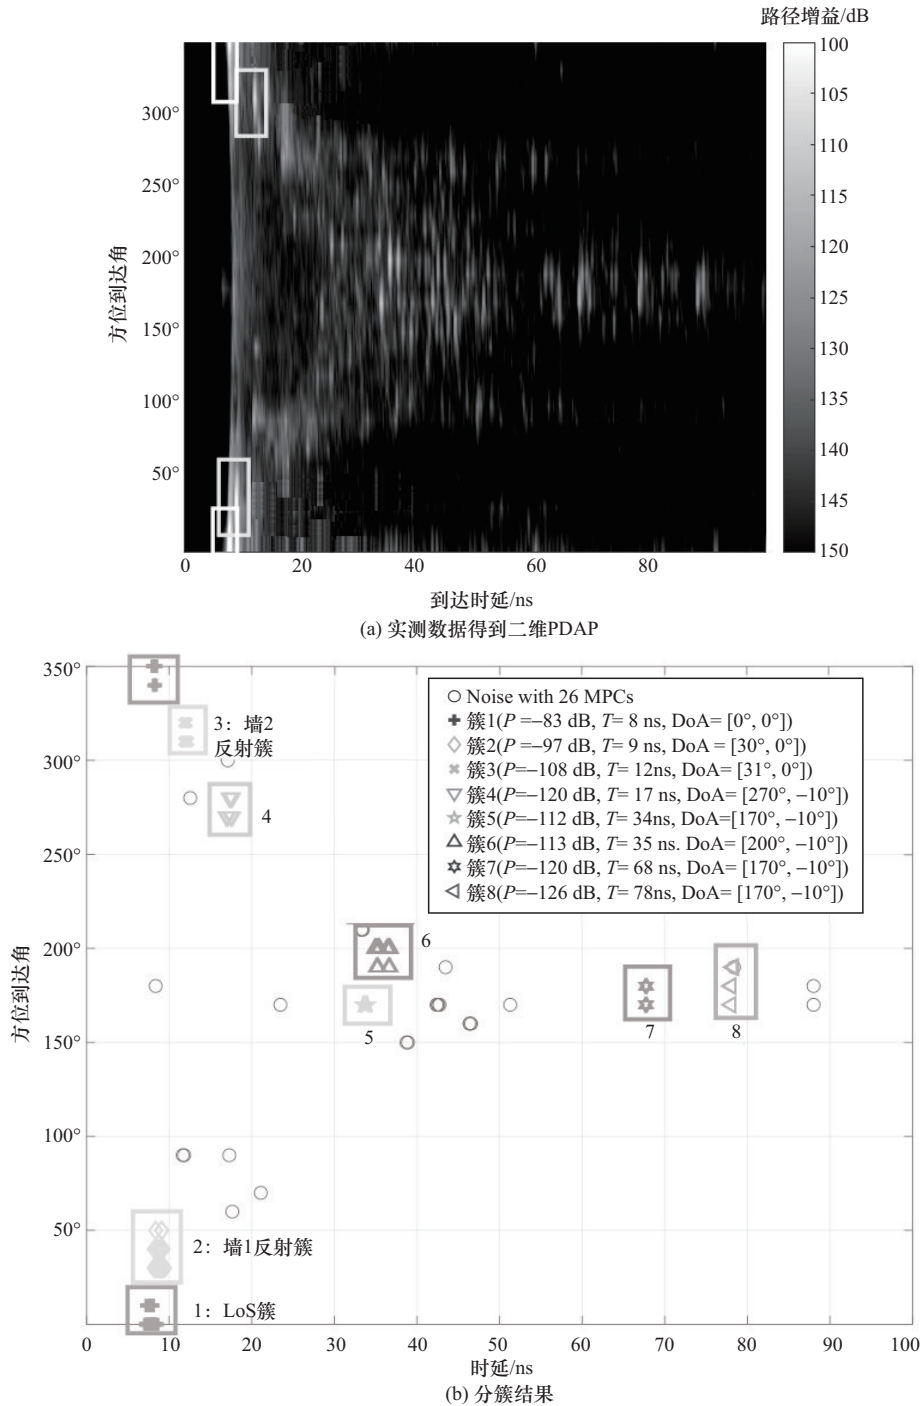 路径增益/dB
100
105
110
115
120
125
130
135
140
145
150
方位到达角
300°
250°
200°
150°
100°
50°
0
20
40
60
80
到达时延/ns
(a) 实测数据得到二维PDAP
方位到达角
350°
300°
250°
200°
150°
100°
50°
3：墙2
反射簇
4
6
5
7
8
2：墙1反射簇
1：LoS簇
Noise with 26 MPCs
簇1(P =−83 dB, T= 8 ns, DoA= [0°, 0°])
簇2(P =−97 dB, T= 9 ns, DoA = [30°, 0°])
簇3(P=−108 dB, T= 12ns, DoA= [31°, 0°])
簇4(P=−120 dB, T= 17 ns, DoA= [270°, −10°])
簇5(P=−112 dB, T= 34ns, DoA=[170°, −10°])
簇6(P=−113 dB, T= 35 ns. DoA= [200°, −10°])
簇7(P=−120 dB, T= 68 ns, DoA= [170°, −10°])
簇8(P=−126 dB, T= 78ns, DoA= [170°, −10°])
0
10
20
30
40
50
60
70
80
90
100
时延/ns
(b) 分簇结果